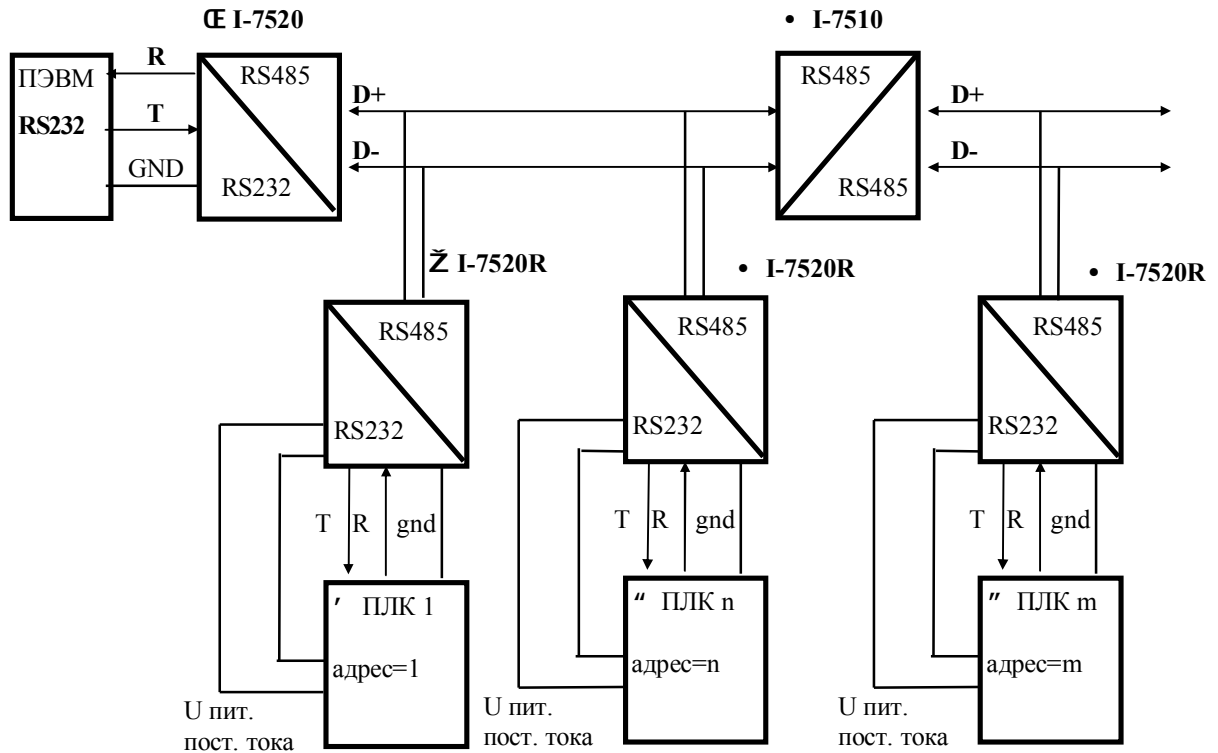 Œ I-7520
• I-7510
ПЭВМ
RS232
R
T
GND
RS485
RS232
D+
D-
RS485
RS485
D+
D-
Ž I-7520R
• I-7520R
• I-7520R
RS485
RS232
RS485
RS232
RS485
RS232
T R gnd
T R gnd
T R gnd
′ ПЛК 1
адрес=1
“ ПЛК n
адрес=n
” ПЛК m
адрес=m
U пит.
пост. тока
U пит.
пост. тока
U пит.
пост. тока